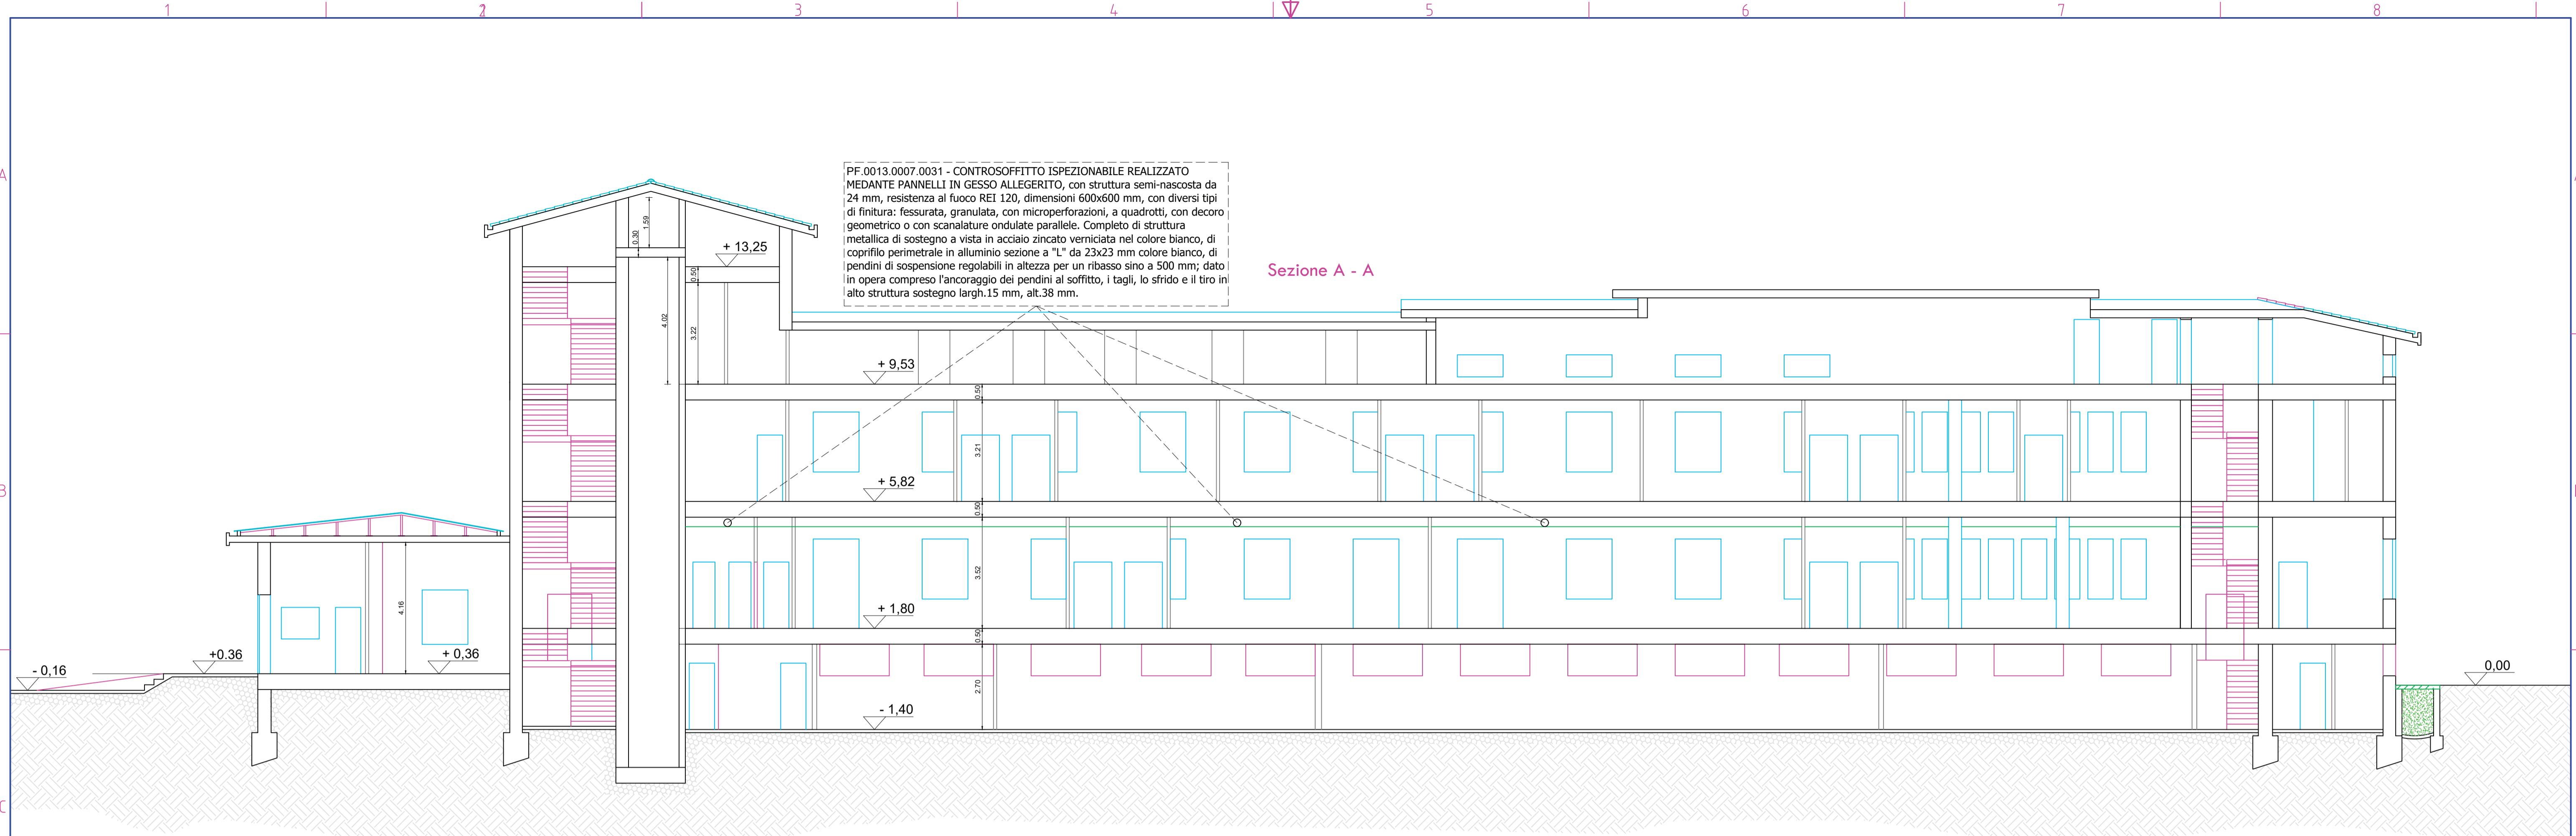 1
2
3
4
5
6
7
8
A
PF.0013.0007.0031 - CONTROSOFFITTO ISPEZIONABILE REALIZZATO
MEDANTE PANNELLI IN GESSO ALLEGERITO, con struttura semi-nascosta da
24 mm, resistenza al fuoco REI 120, dimensioni 600x600 mm, con diversi tipi
di finitura: fessurata, granulata, con microperforazioni, a quadrotti, con decoro
geometrico o con scanalature ondulate parallele. Completo di struttura
metallica di sostegno a vista in acciaio zincato verniciata nel colore bianco, di
coprifilo perimetrale in alluminio sezione a "L" da 23x23 mm colore bianco, di
pendini di sospensione regolabili in altezza per un ribasso sino a 500 mm; dato
in opera compreso l'ancoraggio dei pendini al soffitto, i tagli, lo sfrido e il tiro in
alto struttura sostegno largh.15 mm, alt.38 mm.
Sezione A - A
1.59
0.30
+ 13,25
0.50
4.02
3.22
+ 9,53
0.50
3.21
B
+ 5,82
0.50
3.52
4.16
+ 1,80
0.50
- 0,16
+0.36
+ 0,36
2.70
0,00
- 1,40
C